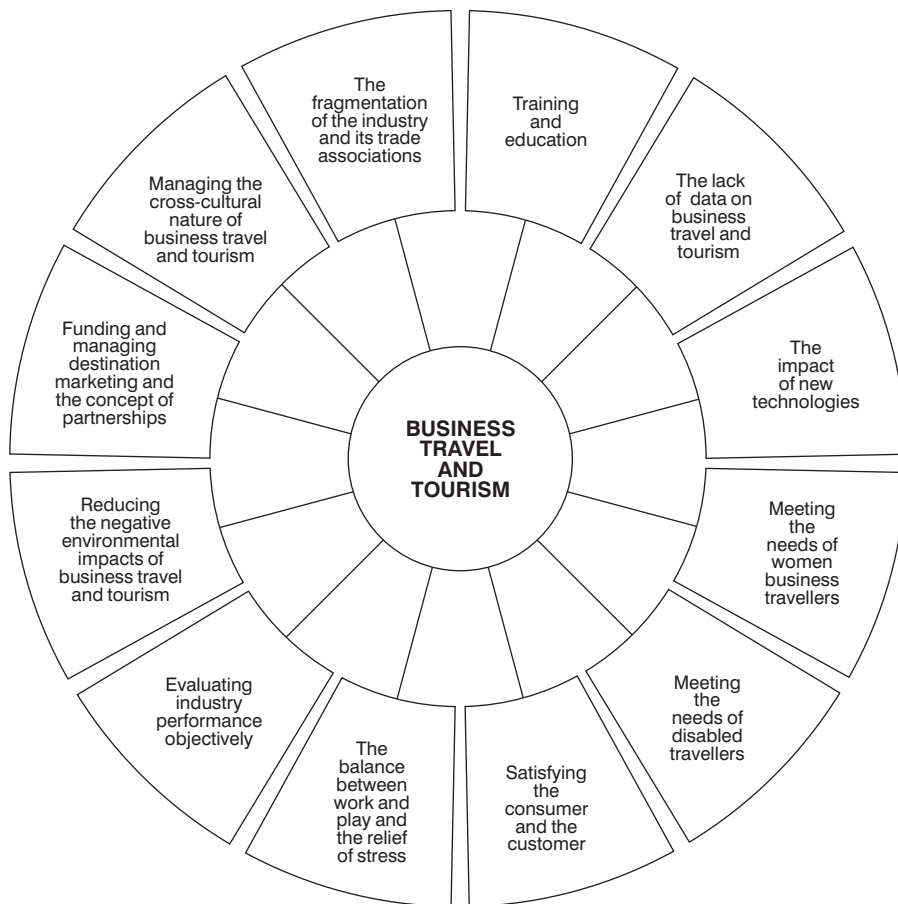 The
fragmentation
of the industry
and its trade
associations
Training
and
education
The lack
of data on
business
travel and
tourism
The
impact
of new
technologies
Meeting
the
needs of
women
business
travellers
Meeting
the
needs of
disabled
travellers
Satisfying
the
consumer
and the
customer
The
balance
between
work and
play and
the relief
of stress
Evaluating
industry
performance
objectively
Reducing
the negative
environmental
impacts of
business travel
and tourism
Funding and
managing
destination
marketing and
the concept of
partnerships
Managing the
cross-cultural
nature of
business travel
and tourism
BUSINESS
TRAVEL
AND
TOURISM